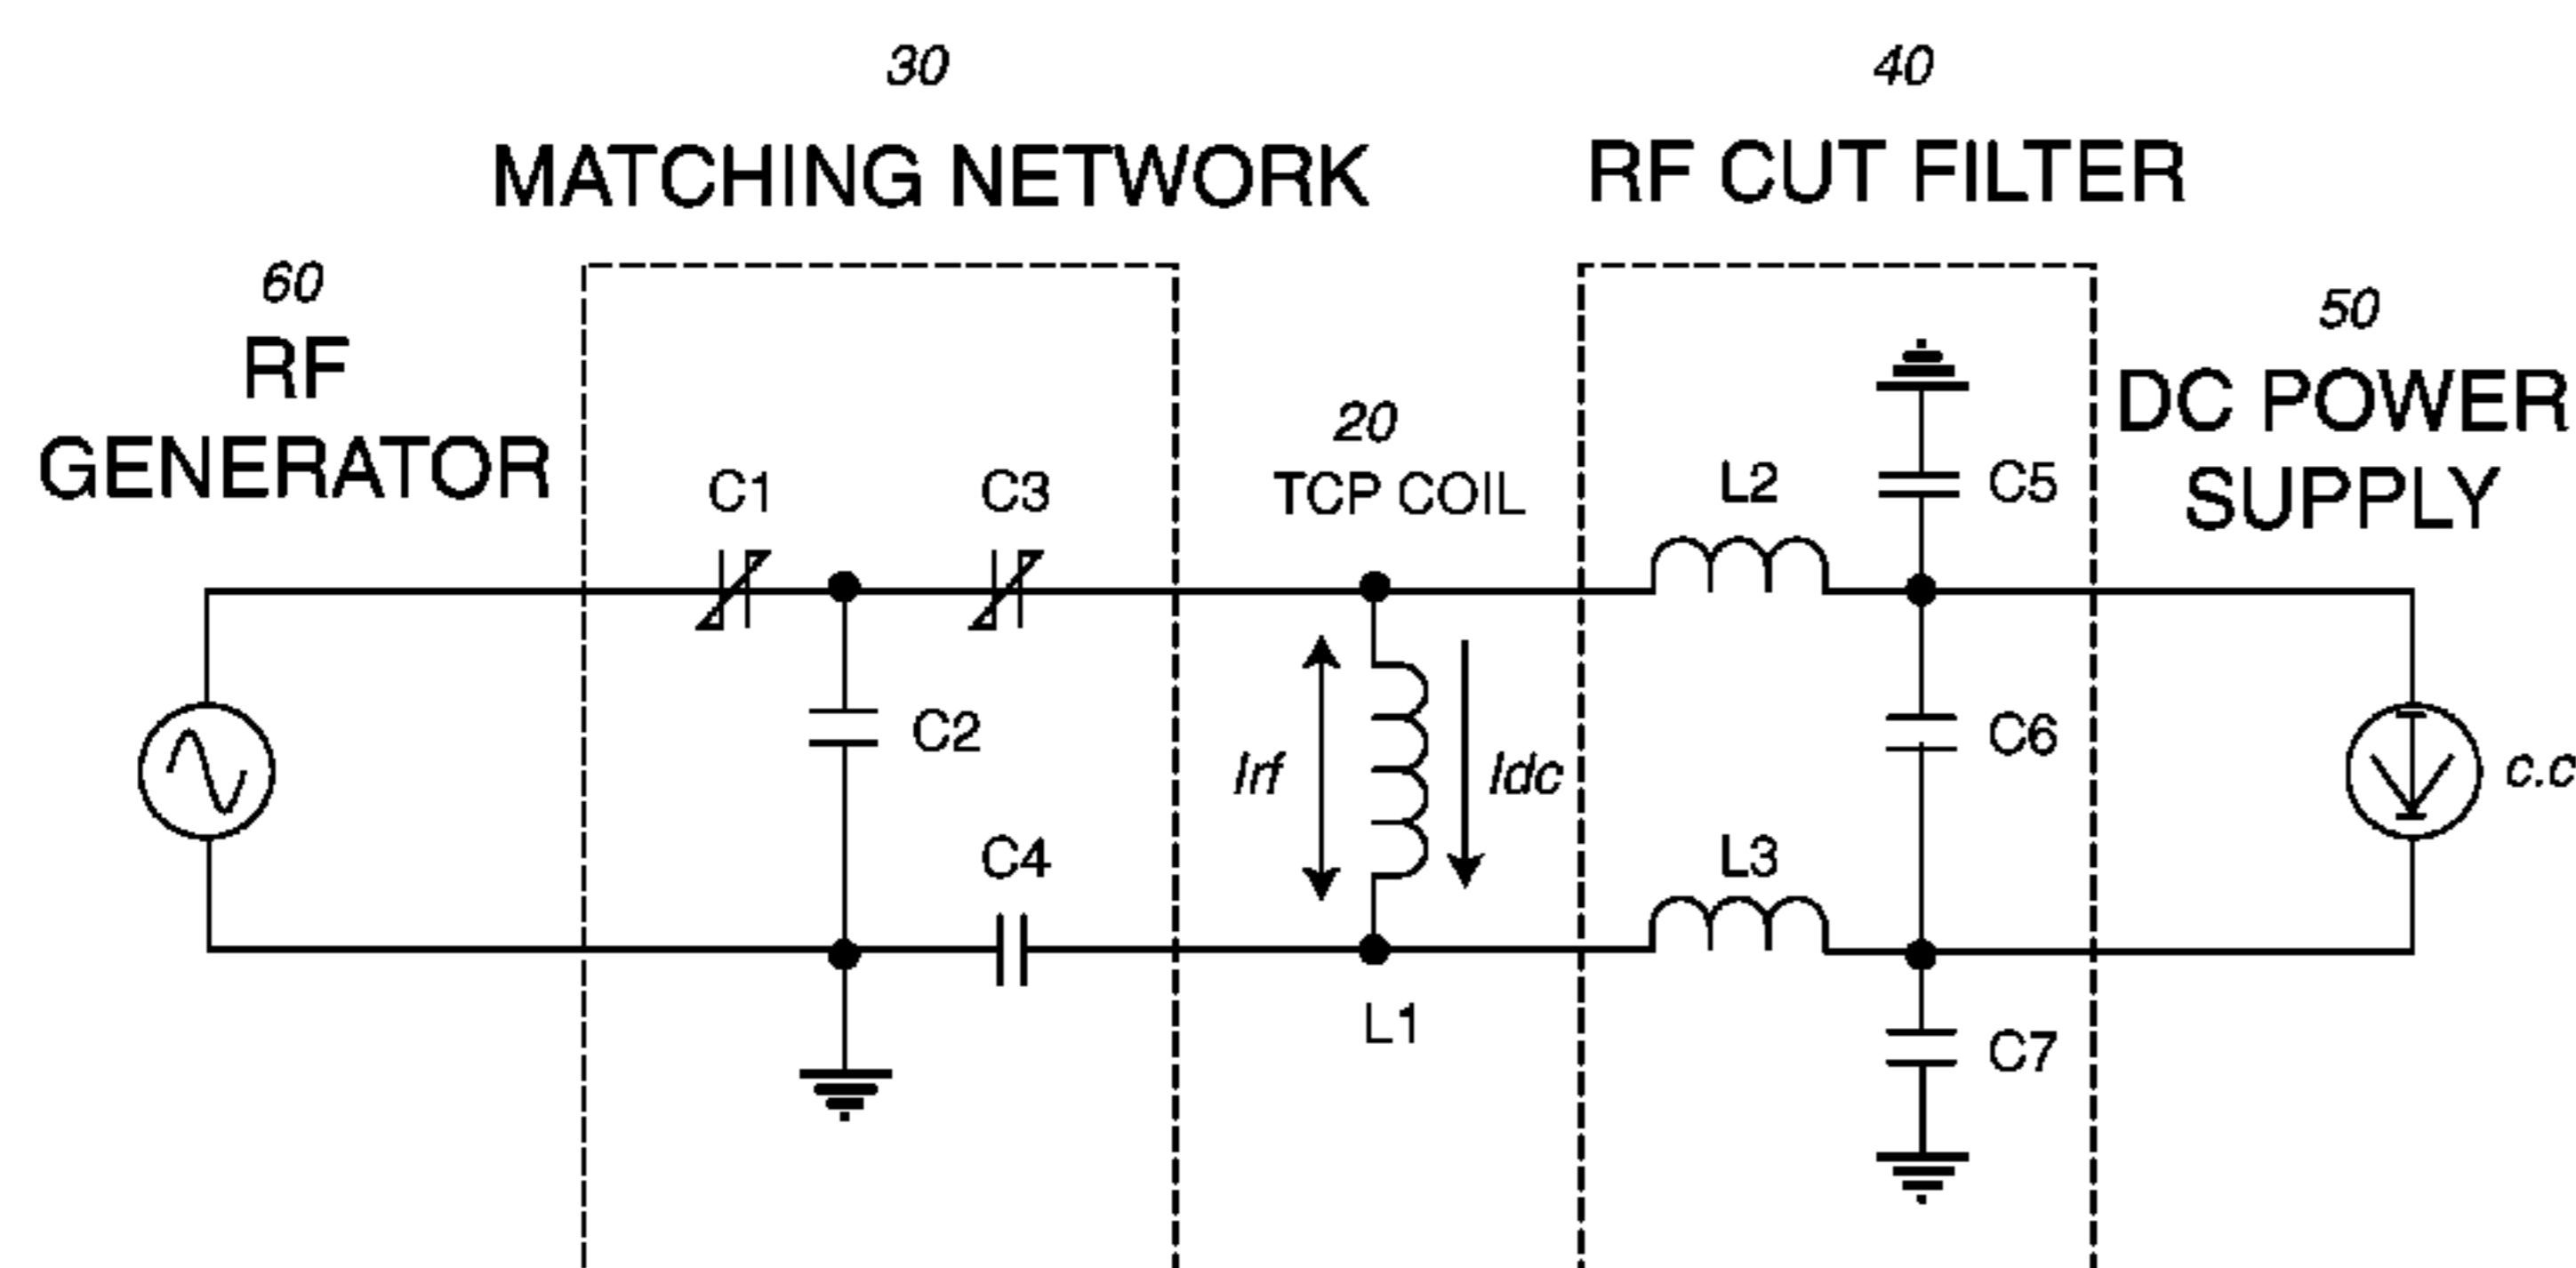 30
MATCHING NETWORK
40
RF CUT FILTER
60
RF
GENERATOR
50
DC POWER
SUPPLY
20
TCP COIL
C1
C3
L2
C5
C2
Irf
Idc
C6
c.c
C4
L3
L1
C7